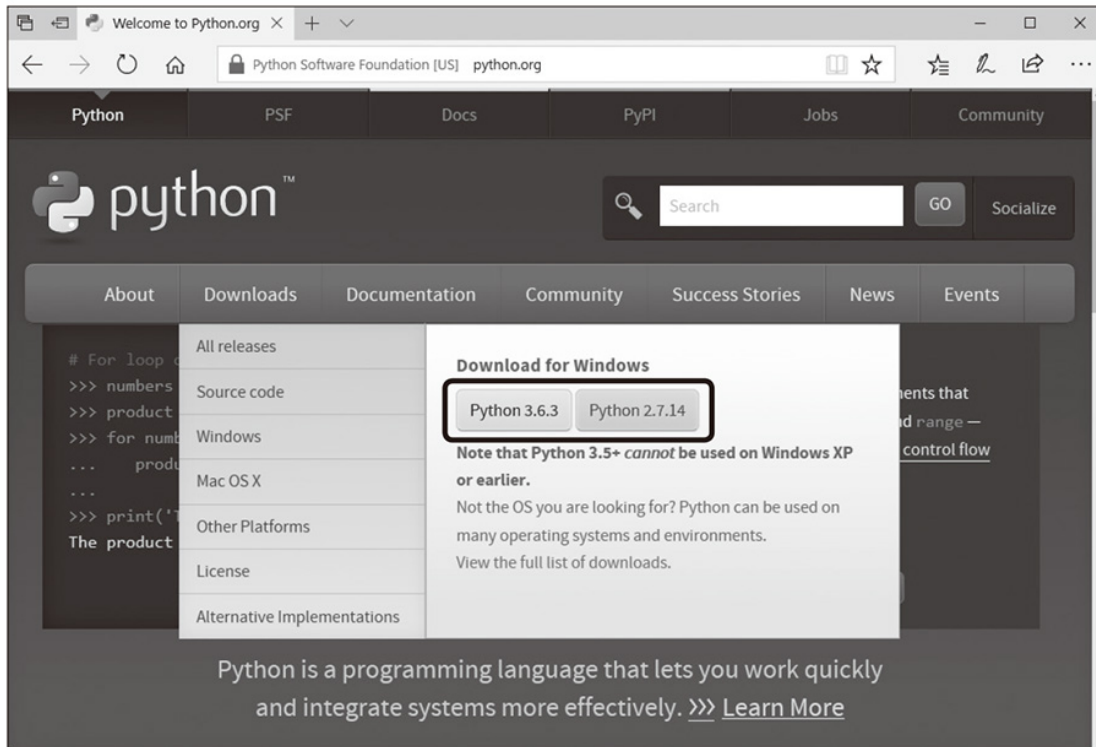 Welcome to Python.org
Python Software Foundation [US] python.org
Python PSF Docs PyPI Jobs Community
python™
Search GO Socialize
About Downloads Documentation Community Success Stories News Events
# For loop
>>> numbers
>>> product
>>> for numb
... produ
...
>>> print('T
The product
All releases
Source code
Windows
Mac OS X
Other Platforms
License
Alternative Implementations
Download for Windows
Python 3.6.3 Python 2.7.14
Note that Python 3.5+ cannot be used on Windows XP
or earlier.
Not the OS you are looking for? Python can be used on
many operating systems and environments.
View the full list of downloads.
that
range —
control flow
Python is a programming language that lets you work quickly
and integrate systems more effectively. >>> Learn More